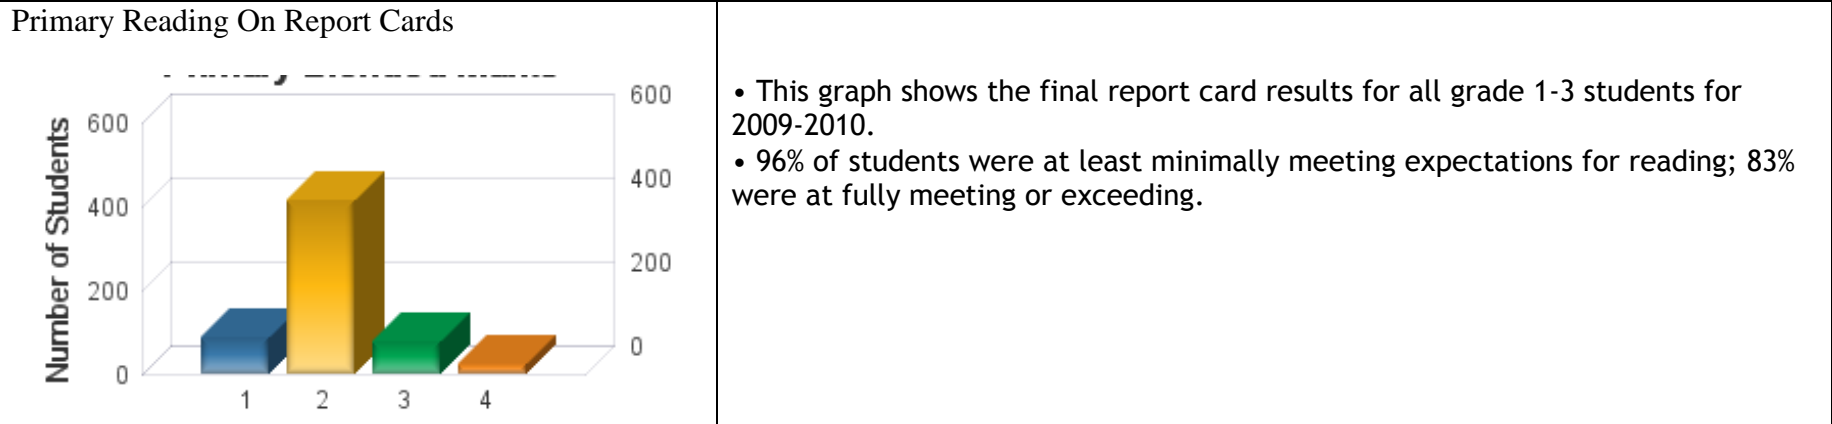 Primary Reading On Report Cards
600
600
400
400
200
200
0
0
Number of Students
1 2 3 4
• This graph shows the final report card results for all grade 1-3 students for
2009-2010.
• 96% of students were at least minimally meeting expectations for reading; 83%
were at fully meeting or exceeding.